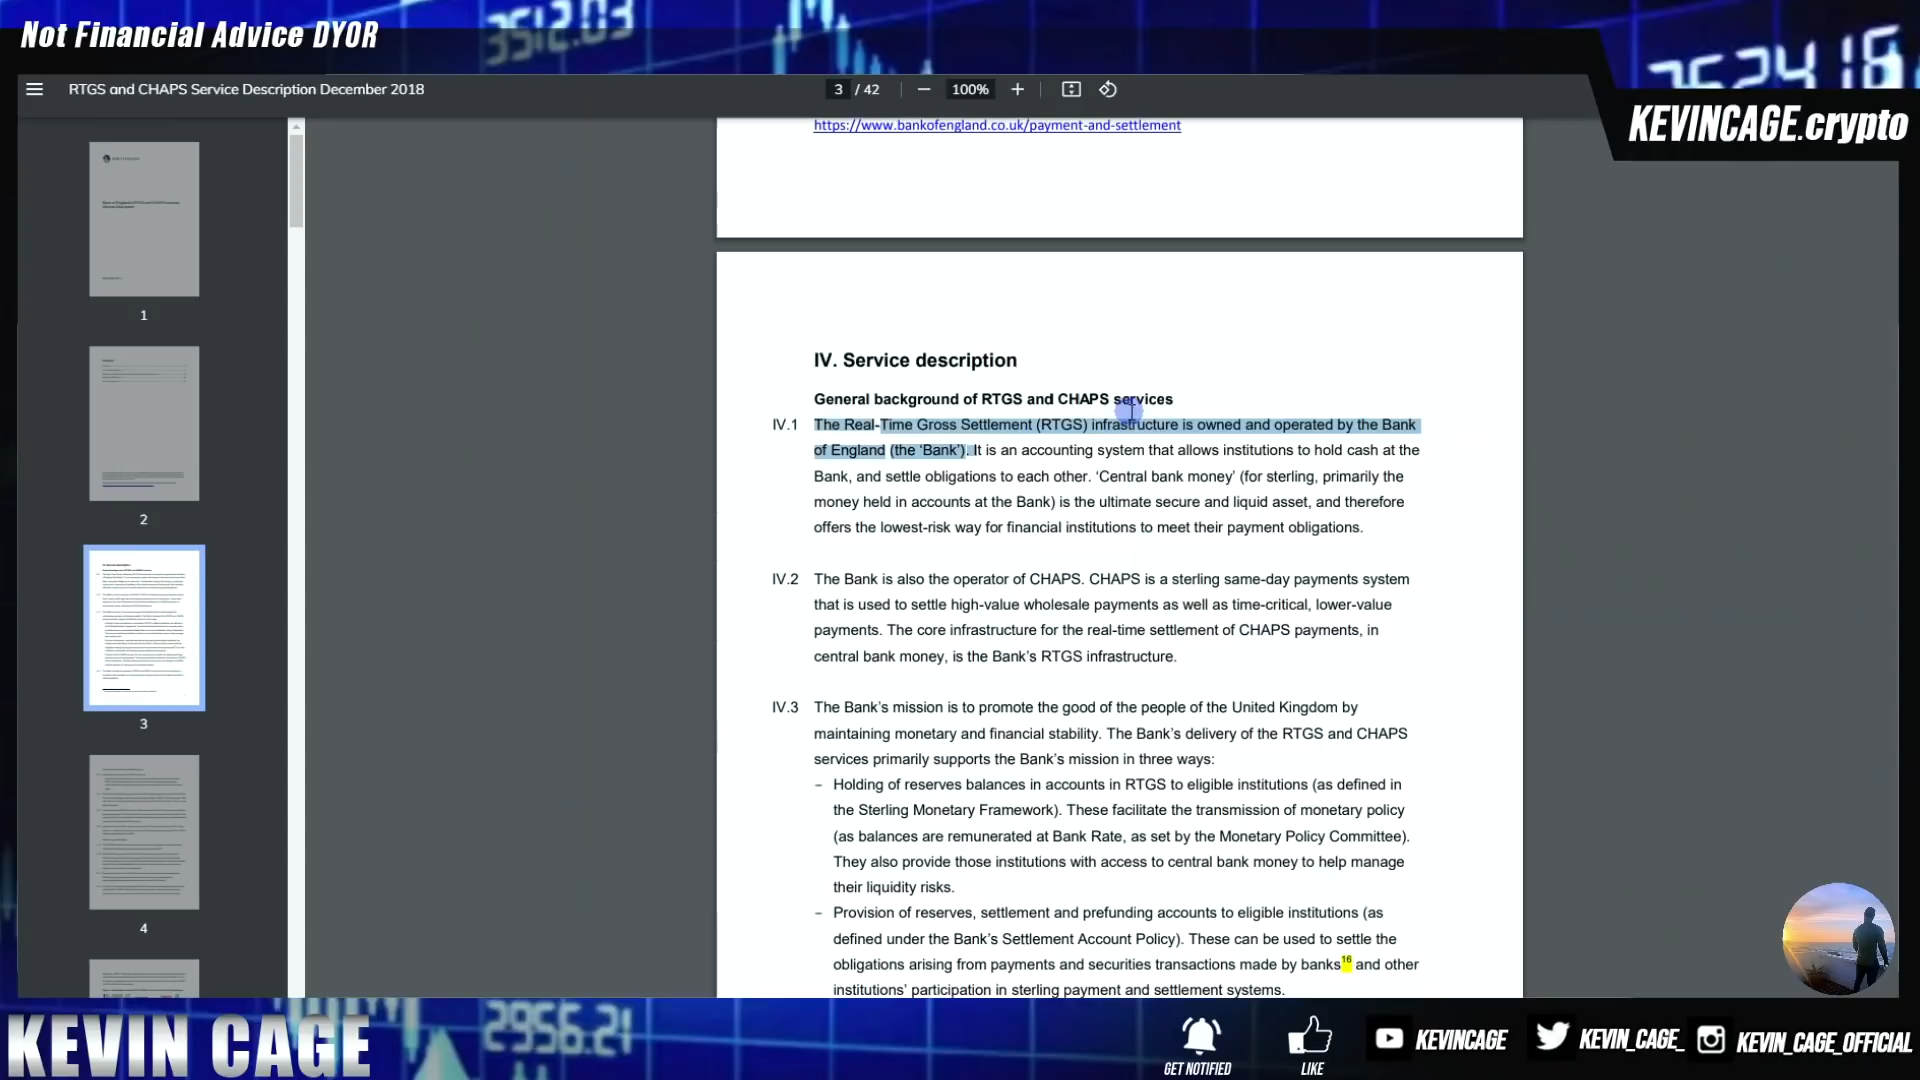 Not Financial Advice DYOR
3512.03
KEVINCAGE.crypto
RTGS and CHAPS Service Description December 2018
3 / 42
100%
https://www.bankofengland.co.uk/payment-and-settlement
1
2
3
4
IV. Service description
General background of RTGS and CHAPS services
IV.1 The Real-Time Gross Settlement (RTGS) infrastructure is owned and operated by the Bank
of England (the ‘Bank’). It is an accounting system that allows institutions to hold cash at the
Bank, and settle obligations to each other. ‘Central bank money’ (for sterling, primarily the
money held in accounts at the Bank) is the ultimate secure and liquid asset, and therefore
offers the lowest-risk way for financial institutions to meet their payment obligations.
IV.2 The Bank is also the operator of CHAPS. CHAPS is a sterling same-day payments system
that is used to settle high-value wholesale payments as well as time-critical, lower-value
payments. The core infrastructure for the real-time settlement of CHAPS payments, in
central bank money, is the Bank’s RTGS infrastructure.
IV.3 The Bank’s mission is to promote the good of the people of the United Kingdom by
maintaining monetary and financial stability. The Bank’s delivery of the RTGS and CHAPS
services primarily supports the Bank’s mission in three ways:
– Holding of reserves balances in accounts in RTGS to eligible institutions (as defined in
the Sterling Monetary Framework). These facilitate the transmission of monetary policy
(as balances are remunerated at Bank Rate, as set by the Monetary Policy Committee).
They also provide those institutions with access to central bank money to help manage
their liquidity risks.
– Provision of reserves, settlement and prefunding accounts to eligible institutions (as
defined under the Bank’s Settlement Account Policy). These can be used to settle the
obligations arising from payments and securities transactions made by banks16 and other
institutions’ participation in sterling payment and settlement systems.
KEVIN CAGE
2956.21
GET NOTIFIED
LIKE
KEVINCAGE
KEVIN_CAGE_
KEVIN_CAGE_OFFICIAL